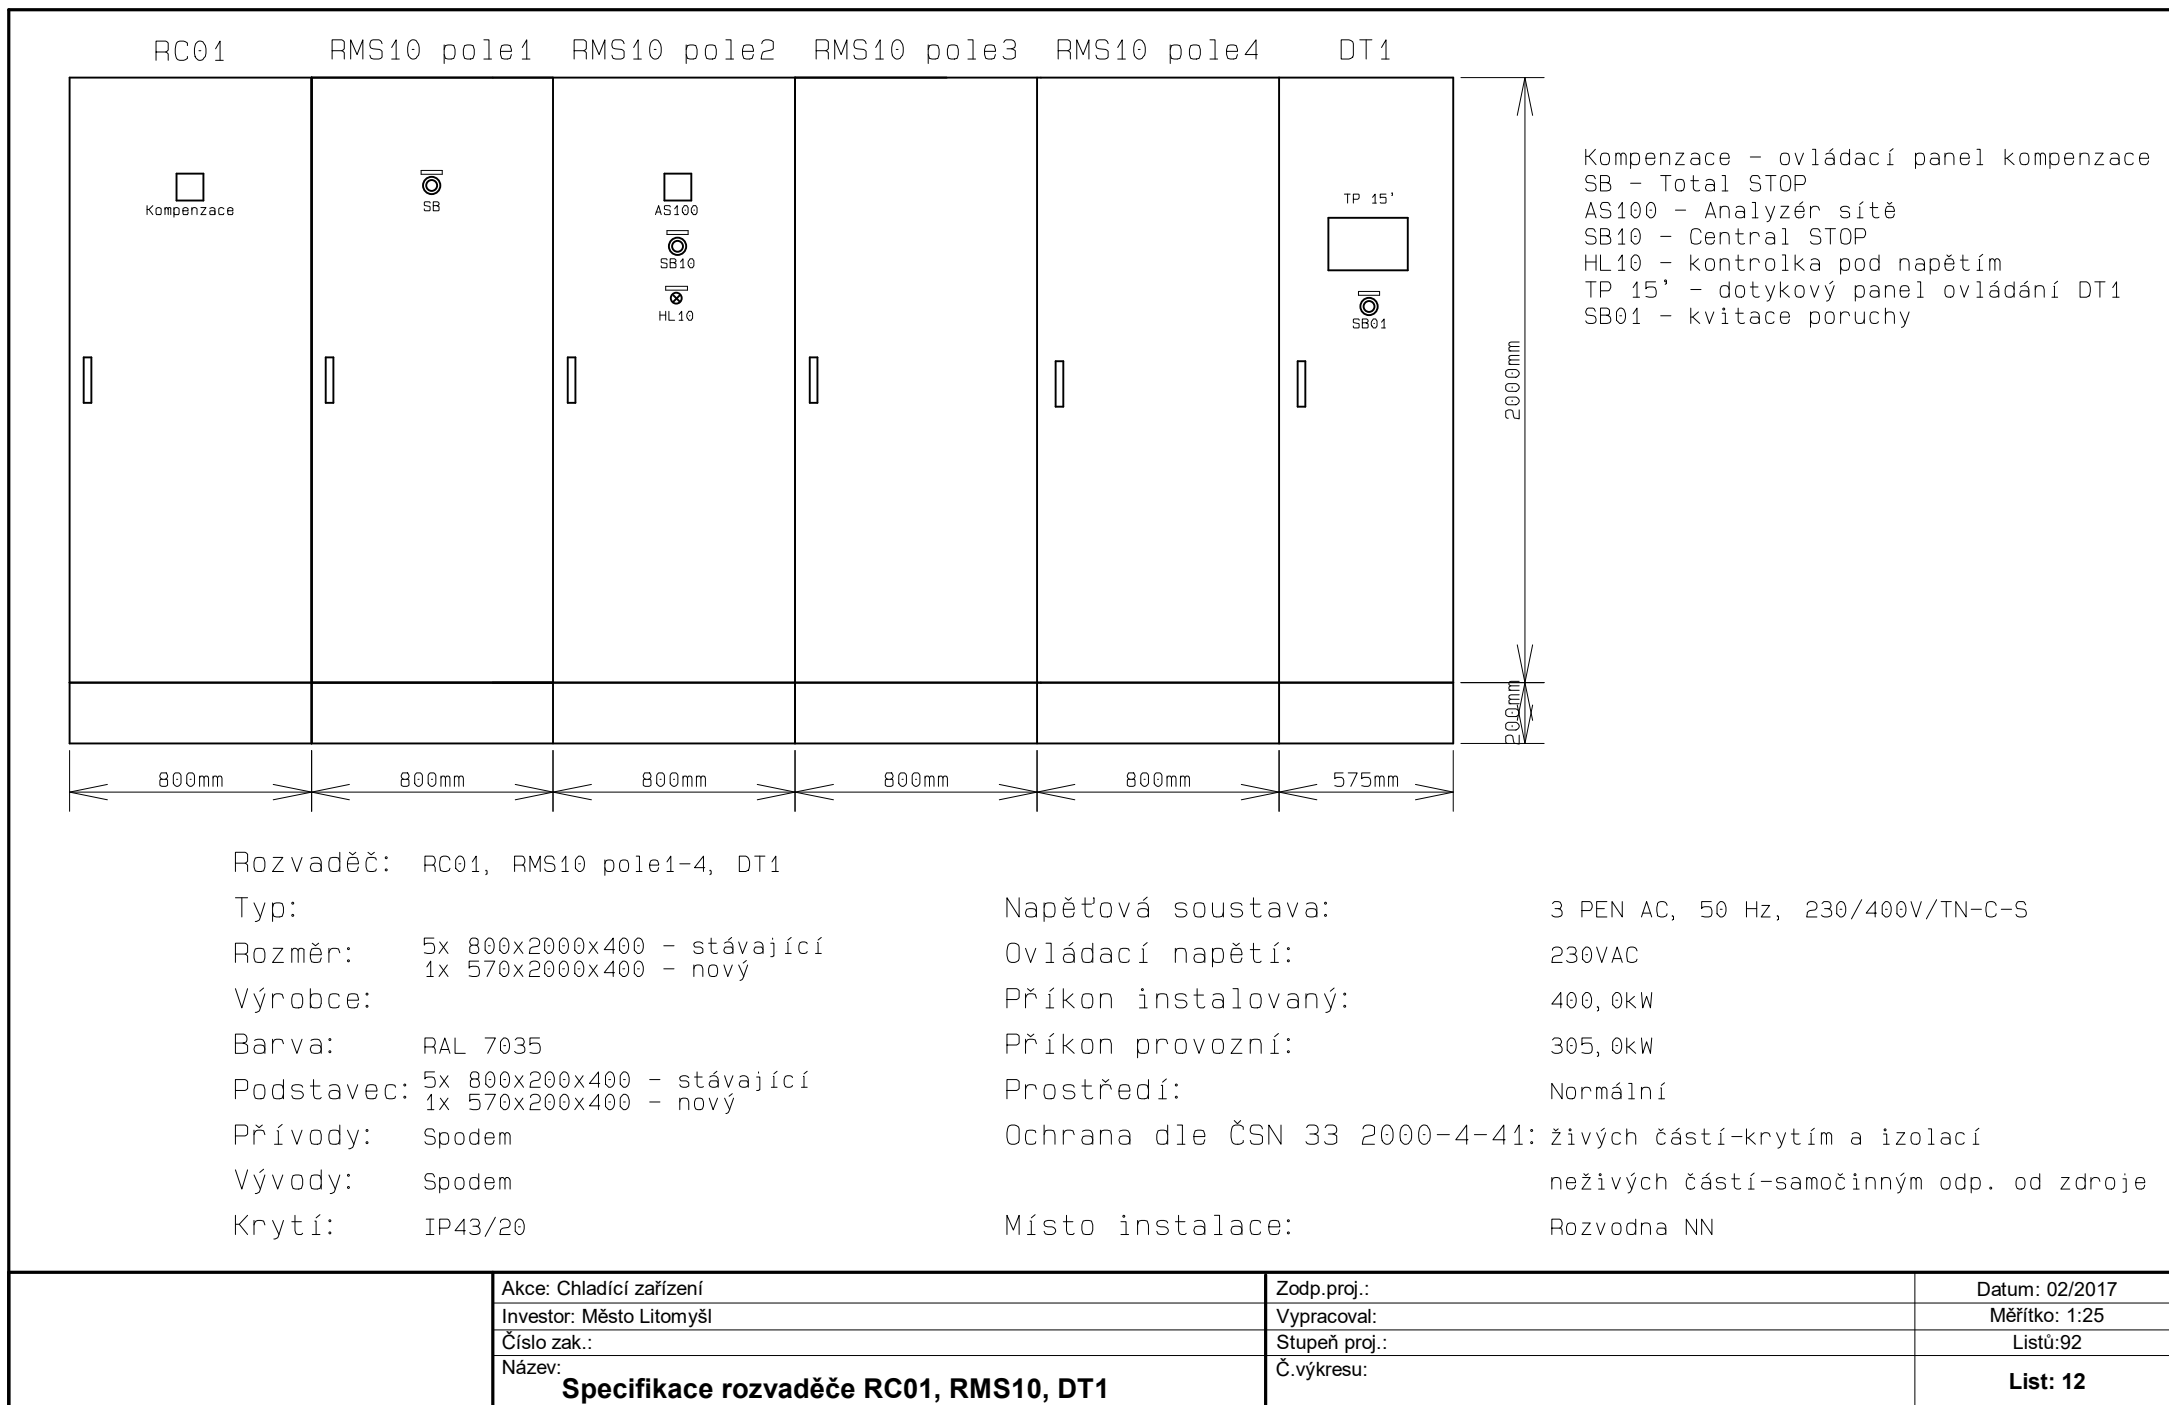 RC01 RMS10 pole1 RMS10 pole2 RMS10 pole3 RMS10 pole4 DT1
Kompenzace
SB
AS100
SB10
HL10
TP 15'
SB01
Kompenzace - ovládací panel kompenzace
SB - Total STOP
AS100 - Analyzér sítě
SB10 - Central STOP
HL10 - kontrolka pod napětím
TP 15' - dotykový panel ovládání DT1
SB01 - kvitace poruchy
2000mm
200mm
800mm 800mm 800mm 800mm 800mm 575mm
Rozvaděč: RC01, RMS10 pole1-4, DT1
Typ:
Rozměr: 5x 800x2000x400 - stávající
1x 570x2000x400 - nový
Výrobce:
Barva: RAL 7035
Podstavec: 5x 800x200x400 - stávající
1x 570x200x400 - nový
Přívody: Spodem
Vývody: Spodem
Krytí: IP43/20
Napěťová soustava: 3 PEN AC, 50 Hz, 230/400V/TN-C-S
Ovládací napětí: 230VAC
Příkon instalovaný: 400,0kW
Příkon provozní: 305,0kW
Prostředí: Normální
Ochrana dle ČSN 33 2000-4-41: živých částí-krytím a izolací
neživých částí-samočinným odp. od zdroje
Místo instalace: Rozvodna NN
Akce: Chladící zařízení
Investor: Město Litomyšl
Číslo zak.:
Název:
Specifikace rozvaděče RC01, RMS10, DT1
Zodp.proj.:
Vypracoval:
Stupeň proj.:
Č.výkresu:
Datum: 02/2017
Měřítko: 1:25
Listů:92
List: 12